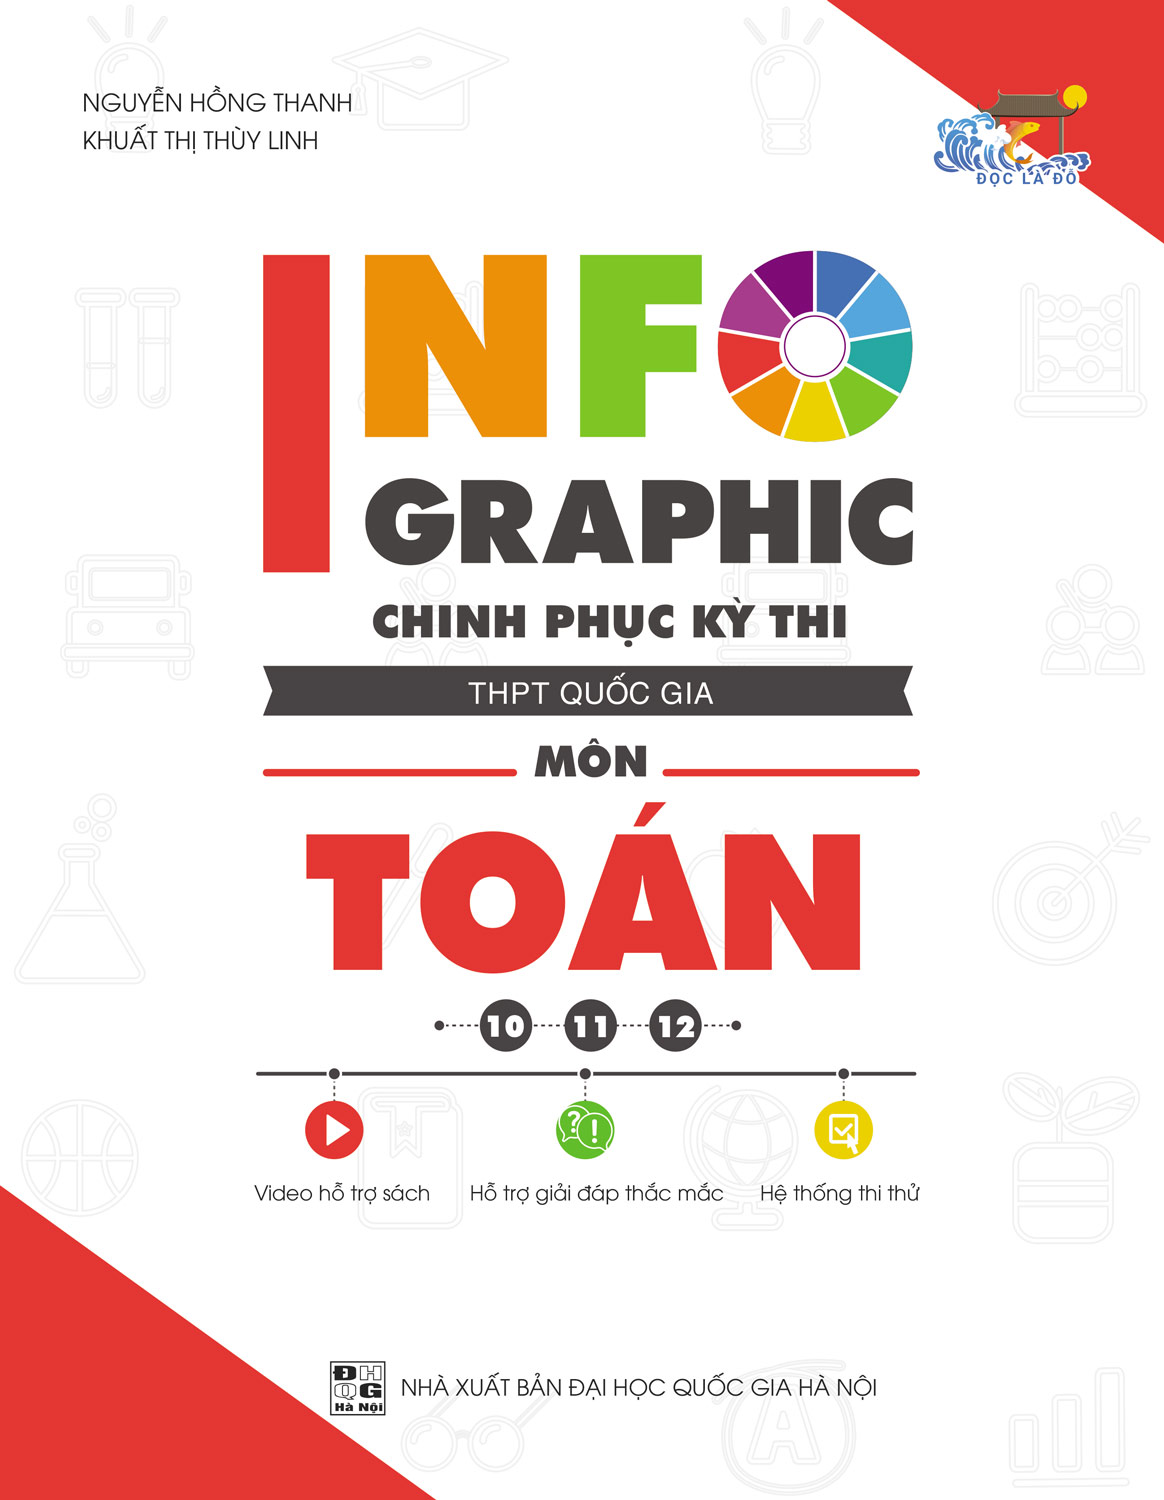 NGUYỄN HỒNG THANH
KHUẤT THỊ THÙY LINH
ĐỌC LÀ ĐỖ
INFO
GRAPHIC
CHINH PHỤC KỲ THI
THPT QUỐC GIA
MÔN
TOÁN
10 11 12
Video hỗ trợ sách
Hỗ trợ giải đáp thắc mắc
Hệ thống thi thử
ĐH
QG
Hà Nội
NHÀ XUẤT BẢN ĐẠI HỌC QUỐC GIA HÀ NỘI
A